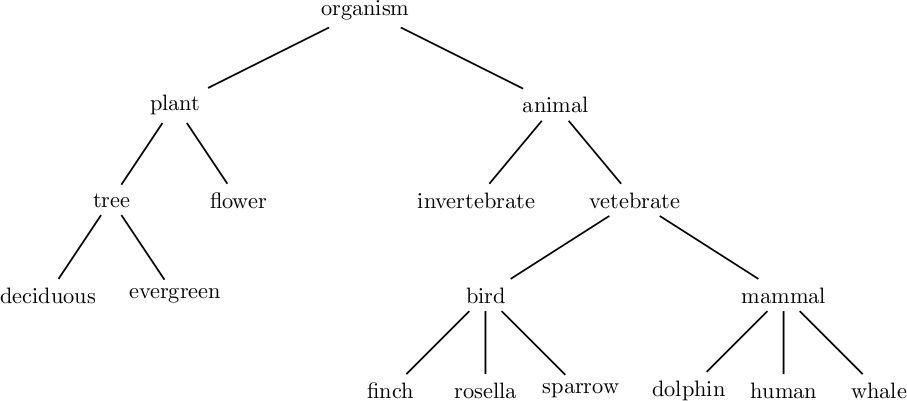 organism
plant
animal
tree
flower
invertebrate
vetebrate
deciduous
evergreen
bird
mammal
finch
rosella
sparrow
dolphin
human
whale